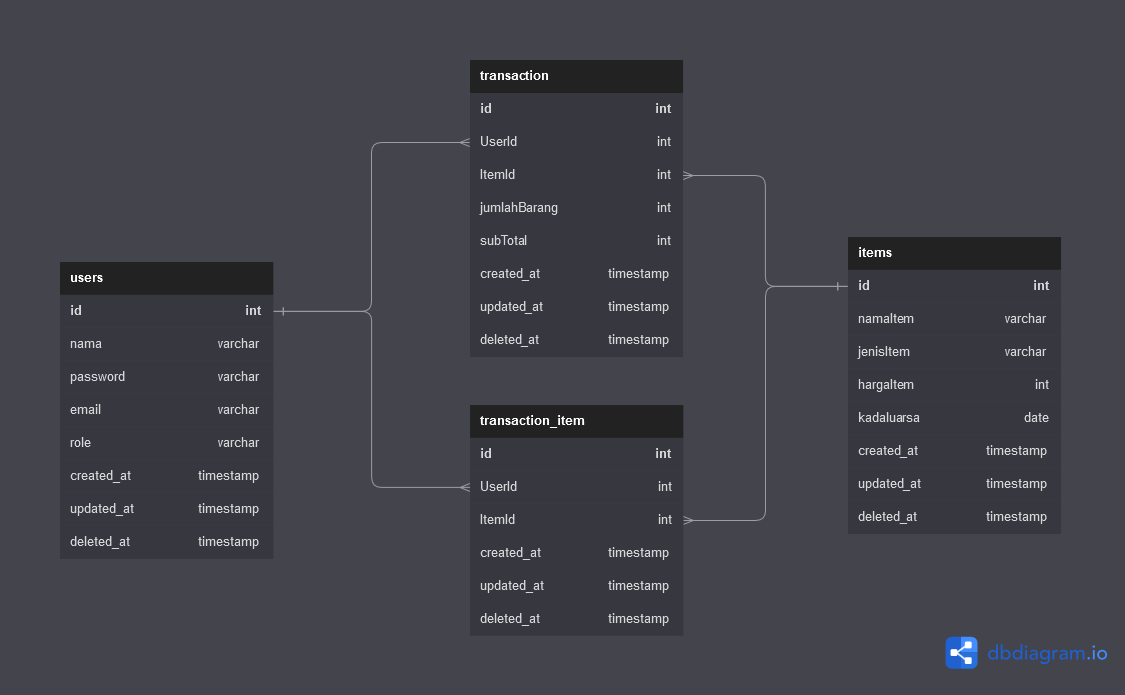 transaction
id int
UserId int
ItemId int
jumlahBarang int
subTotal int
created_at timestamp
updated_at timestamp
deleted_at timestamp
users
id int
nama varchar
password varchar
email varchar
role varchar
created_at timestamp
updated_at timestamp
deleted_at timestamp
transaction_item
id int
UserId int
ItemId int
created_at timestamp
updated_at timestamp
deleted_at timestamp
items
id int
namaItem varchar
jenisItem varchar
hargaItem int
kadaluarsa date
created_at timestamp
updated_at timestamp
deleted_at timestamp
dbdiagram.io